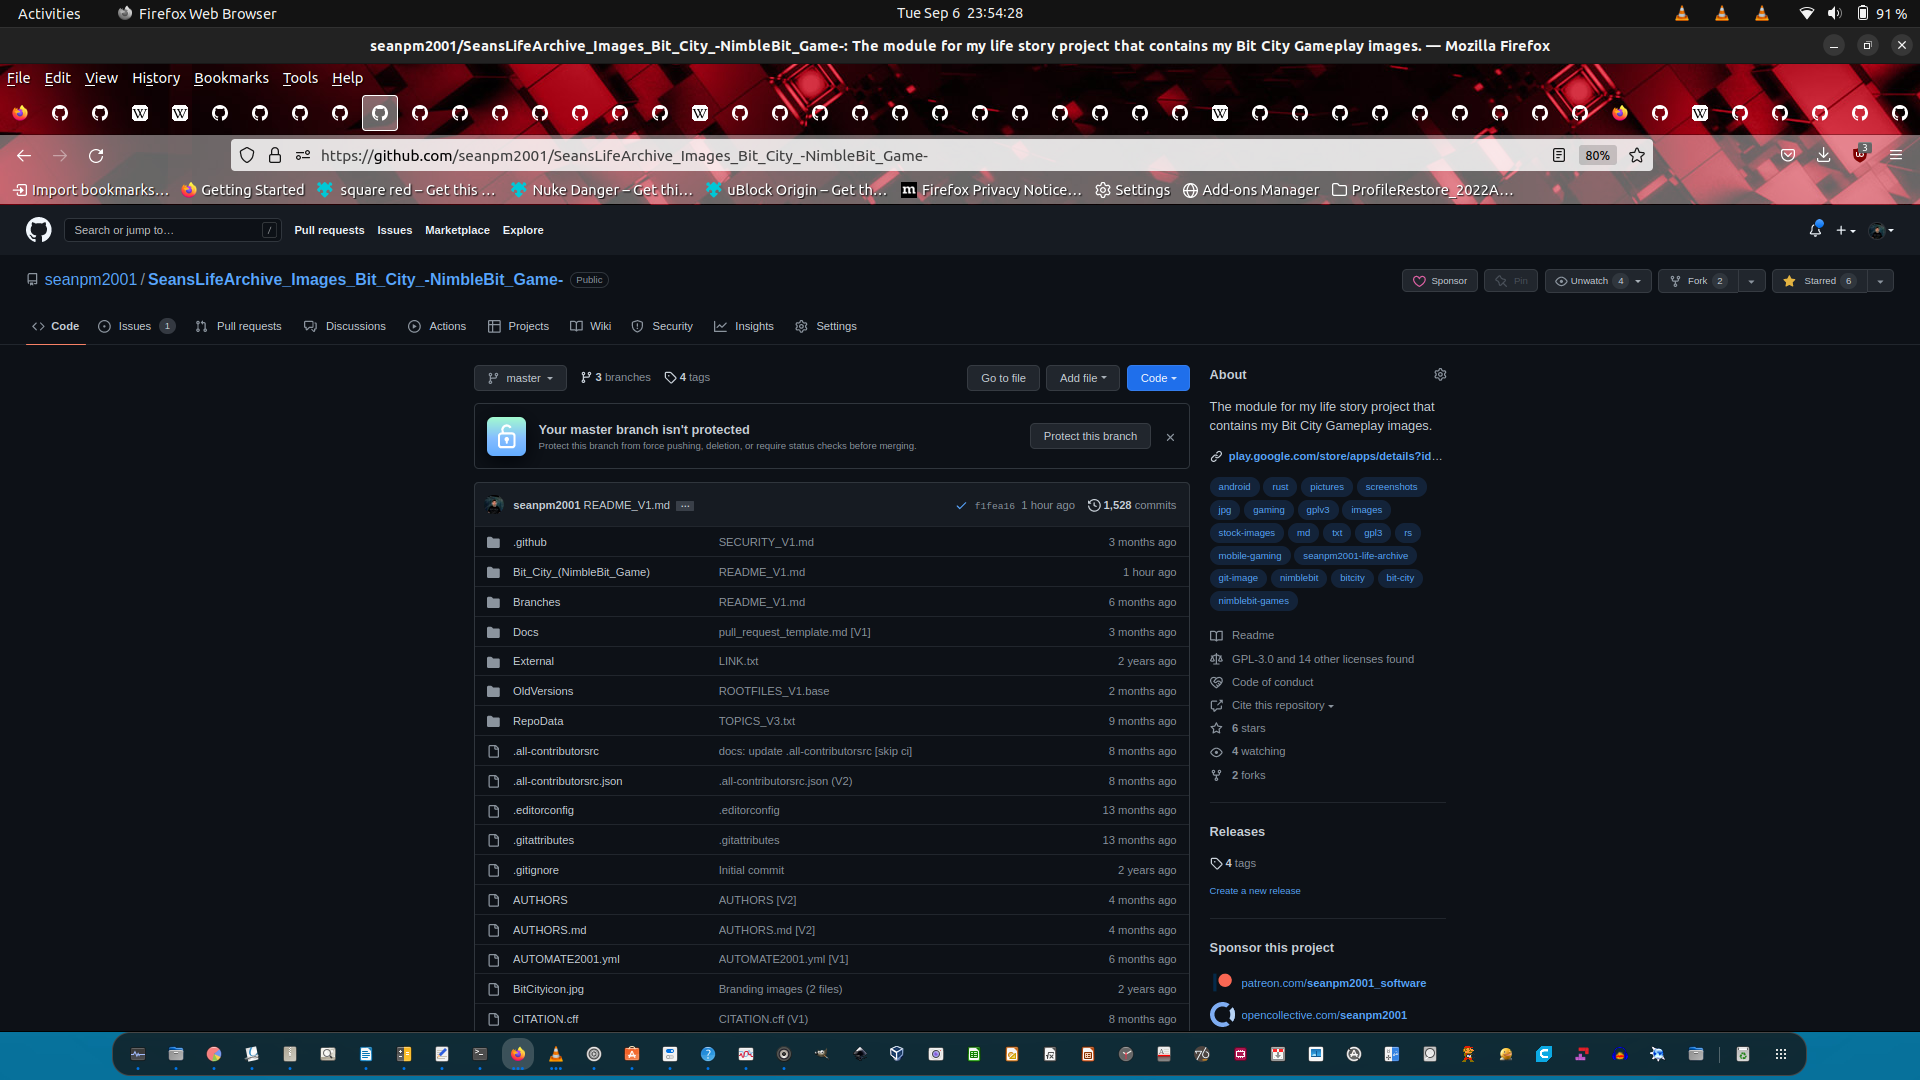 Activities Firefox Web Browser Tue Sep 6 23:54:28 91 %
seanpm2001/SeansLifeArchive_Images_Bit_City_-NimbleBit_Game-: The module for my life story project that contains my Bit City Gameplay images. — Mozilla Firefox
File Edit View History Bookmarks Tools Help
https://github.com/seanpm2001/SeansLifeArchive_Images_Bit_City_-NimbleBit_Game- 80% 3
Import bookmarks… Getting Started square red – Get this … Nuke Danger – Get thi… uBlock Origin – Get th… Firefox Privacy Notice… Settings Add-ons Manager ProfileRestore_2022A…
Search or jump to… / Pull requests Issues Marketplace Explore
seanpm2001 / SeansLifeArchive_Images_Bit_City_-NimbleBit_Game- Public Sponsor Pin Unwatch 4 Fork 2 Starred 6
Code Issues 1 Pull requests Discussions Actions Projects Wiki Security Insights Settings
master 3 branches 4 tags Go to file Add file Code
Your master branch isn't protected
Protect this branch from force pushing, deletion, or require status checks before merging.
Protect this branch
seanpm2001 README_V1.md … f1fea16 1 hour ago 1,528 commits
.github SECURITY_V1.md 3 months ago
Bit_City_(NimbleBit_Game) README_V1.md 1 hour ago
Branches README_V1.md 6 months ago
Docs pull_request_template.md [V1] 3 months ago
External LINK.txt 2 years ago
OldVersions ROOTFILES_V1.base 2 months ago
RepoData TOPICS_V3.txt 9 months ago
.all-contributorsrc docs: update .all-contributorsrc [skip ci] 8 months ago
.all-contributorsrc.json .all-contributorsrc.json (V2) 8 months ago
.editorconfig .editorconfig 13 months ago
.gitattributes .gitattributes 13 months ago
.gitignore Initial commit 2 years ago
AUTHORS AUTHORS [V2] 4 months ago
AUTHORS.md AUTHORS.md [V2] 4 months ago
AUTOMATE2001.yml AUTOMATE2001.yml [V1] 6 months ago
BitCityicon.jpg Branding images (2 files) 2 years ago
CITATION.cff CITATION.cff (V1) 8 months ago
About
The module for my life story project that
contains my Bit City Gameplay images.
play.google.com/store/apps/details?id…
android rust pictures screenshots
jpg gaming gplv3 images
stock-images md txt gpl3 rs
mobile-gaming seanpm2001-life-archive
git-image nimblebit bitcity bit-city
nimblebit-games
Readme
GPL-3.0 and 14 other licenses found
Code of conduct
Cite this repository
6 stars
4 watching
2 forks
Releases
4 tags
Create a new release
Sponsor this project
patreon.com/seanpm2001_software
opencollective.com/seanpm2001